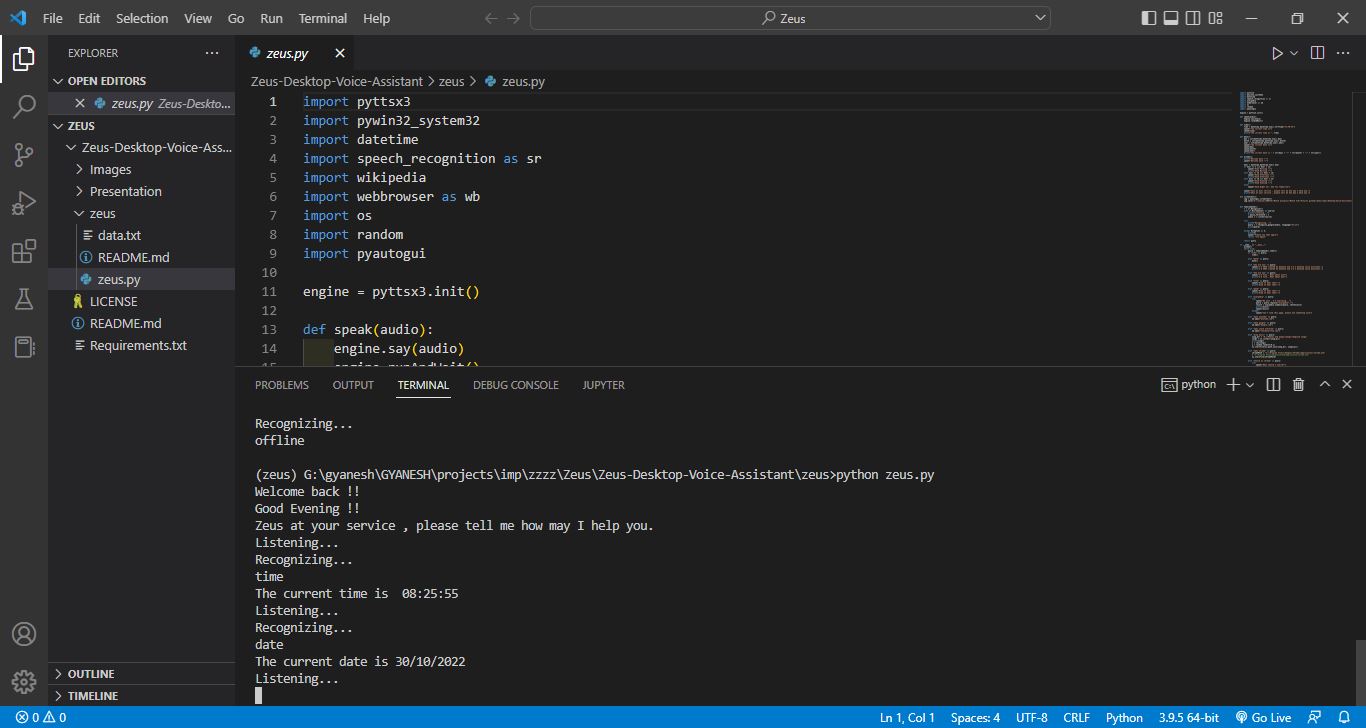 File Edit Selection View Go Run Terminal Help
Zeus
EXPLORER
OPEN EDITORS
zeus.py Zeus-Deskto...
ZEUS
Zeus-Desktop-Voice-Ass...
Images
Presentation
zeus
data.txt
README.md
zeus.py
LICENSE
README.md
Requirements.txt
OUTLINE
TIMELINE
zeus.py
Zeus-Desktop-Voice-Assistant > zeus > zeus.py
1 import pyttsx3
2 import pywin32_system32
3 import datetime
4 import speech_recognition as sr
5 import wikipedia
6 import webbrowser as wb
7 import os
8 import random
9 import pyautogui
10
11 engine = pyttsx3.init()
12
13 def speak(audio):
14 engine.say(audio)
15 engine.runAndWait()
PROBLEMS OUTPUT TERMINAL DEBUG CONSOLE JUPYTER
python
Recognizing...
offline
(zeus) G:\gyanesh\GYANESH\projects\imp\zzzz\Zeus\Zeus-Desktop-Voice-Assistant\zeus>python zeus.py
Welcome back !!
Good Evening !!
Zeus at your service , please tell me how may I help you.
Listening...
Recognizing...
time
The current time is  08:25:55
Listening...
Recognizing...
date
The current date is 30/10/2022
Listening...
0 0 Ln 1, Col 1 Spaces: 4 UTF-8 CRLF Python 3.9.5 64-bit Go Live